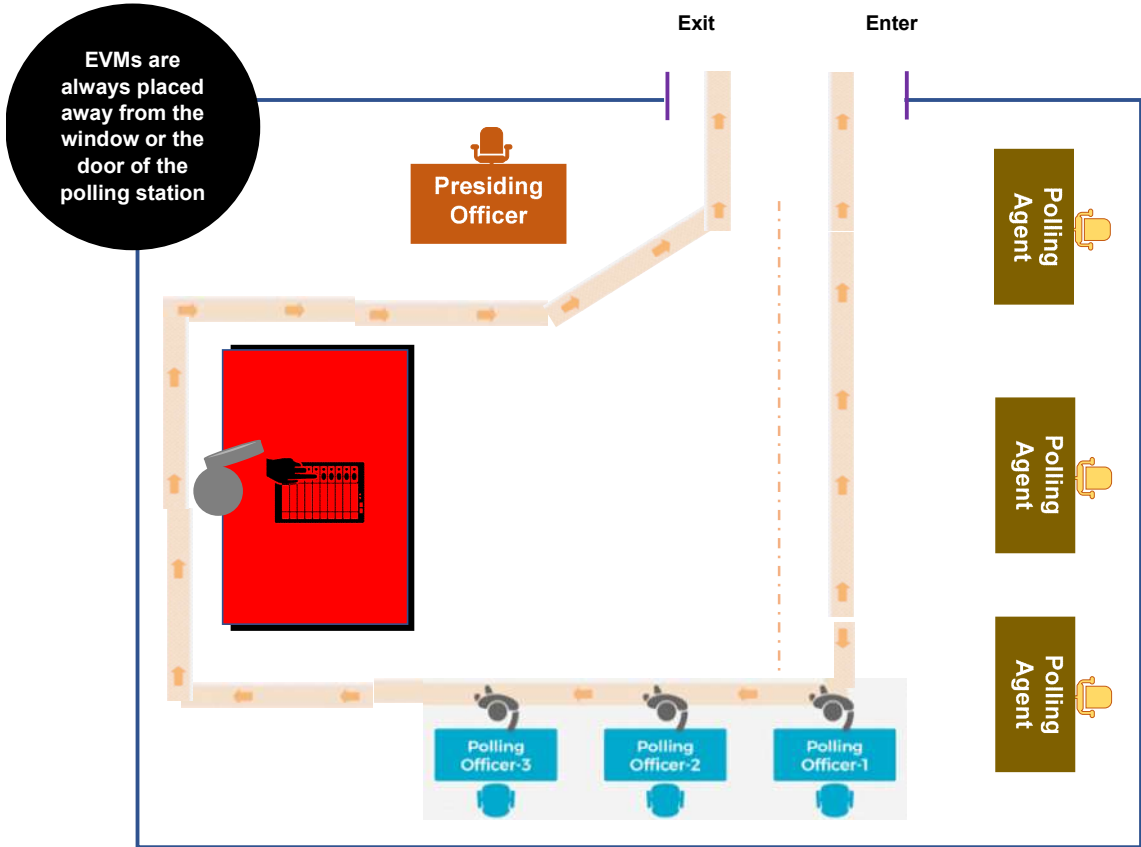 Exit
Enter
EVMs are
always placed
away from the
window or the
door of the
polling station
Presiding
Officer
Polling
Agent
Polling
Agent
Polling
Agent
Polling
Officer-3
Polling
Officer-2
Polling
Officer-1